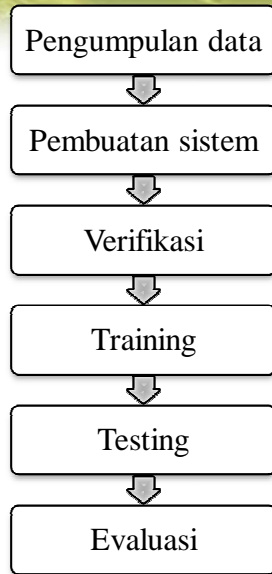 Pengumpulan data
Pembuatan sistem
Verifikasi
Training
Testing
Evaluasi